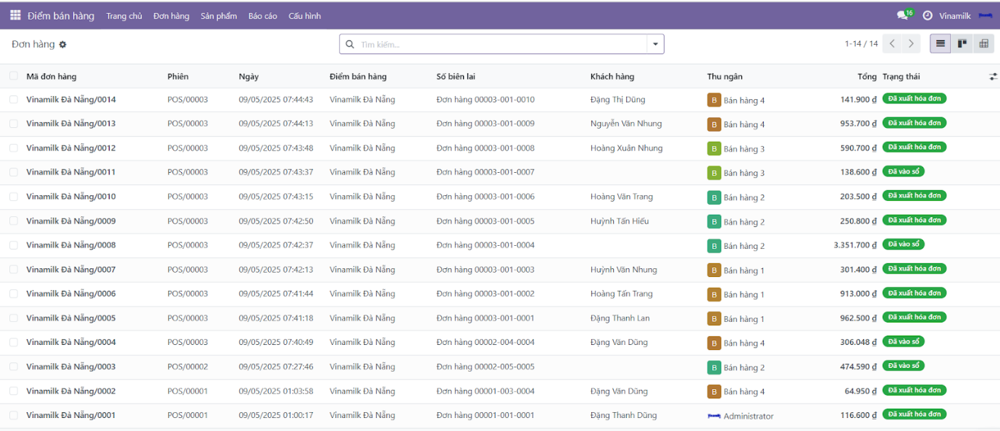 Điểm bán hàng Trang chủ Đơn hàng Sản phẩm Báo cáo Cấu hình 16 Vinamilk
Đơn hàng Tìm kiếm... 1-14 / 14
Mã đơn hàng Phiên Ngày Điểm bán hàng Số biên lai Khách hàng Thu ngân Tổng Trạng thái
Vinamilk Đà Nẵng/0014 POS/00003 09/05/2025 07:44:43 Vinamilk Đà Nẵng Đơn hàng 00003-001-0010 Đặng Thị Dũng B Bán hàng 4 141.900 ₫ Đã xuất hóa đơn
Vinamilk Đà Nẵng/0013 POS/00003 09/05/2025 07:44:13 Vinamilk Đà Nẵng Đơn hàng 00003-001-0009 Nguyễn Văn Nhung B Bán hàng 4 953.700 ₫ Đã xuất hóa đơn
Vinamilk Đà Nẵng/0012 POS/00003 09/05/2025 07:43:48 Vinamilk Đà Nẵng Đơn hàng 00003-001-0008 Hoàng Xuân Nhung B Bán hàng 3 590.700 ₫ Đã xuất hóa đơn
Vinamilk Đà Nẵng/0011 POS/00003 09/05/2025 07:43:37 Vinamilk Đà Nẵng Đơn hàng 00003-001-0007 B Bán hàng 3 138.600 ₫ Đã vào sổ
Vinamilk Đà Nẵng/0010 POS/00003 09/05/2025 07:43:15 Vinamilk Đà Nẵng Đơn hàng 00003-001-0006 Hoàng Văn Trang B Bán hàng 2 203.500 ₫ Đã xuất hóa đơn
Vinamilk Đà Nẵng/0009 POS/00003 09/05/2025 07:42:50 Vinamilk Đà Nẵng Đơn hàng 00003-001-0005 Huỳnh Tấn Hiếu B Bán hàng 2 250.800 ₫ Đã xuất hóa đơn
Vinamilk Đà Nẵng/0008 POS/00003 09/05/2025 07:42:37 Vinamilk Đà Nẵng Đơn hàng 00003-001-0004 B Bán hàng 2 3.351.700 ₫ Đã vào sổ
Vinamilk Đà Nẵng/0007 POS/00003 09/05/2025 07:42:13 Vinamilk Đà Nẵng Đơn hàng 00003-001-0003 Huỳnh Văn Nhung B Bán hàng 1 301.400 ₫ Đã xuất hóa đơn
Vinamilk Đà Nẵng/0006 POS/00003 09/05/2025 07:41:44 Vinamilk Đà Nẵng Đơn hàng 00003-001-0002 Hoàng Tấn Trang B Bán hàng 1 913.000 ₫ Đã xuất hóa đơn
Vinamilk Đà Nẵng/0005 POS/00003 09/05/2025 07:41:18 Vinamilk Đà Nẵng Đơn hàng 00003-001-0001 Đặng Thanh Lan B Bán hàng 1 962.500 ₫ Đã xuất hóa đơn
Vinamilk Đà Nẵng/0004 POS/00003 09/05/2025 07:40:49 Vinamilk Đà Nẵng Đơn hàng 00002-004-0004 Đặng Văn Dũng B Bán hàng 4 306.048 ₫ Đã vào sổ
Vinamilk Đà Nẵng/0003 POS/00002 09/05/2025 07:27:46 Vinamilk Đà Nẵng Đơn hàng 00002-005-0005 B Bán hàng 2 474.590 ₫ Đã vào sổ
Vinamilk Đà Nẵng/0002 POS/00001 09/05/2025 01:03:58 Vinamilk Đà Nẵng Đơn hàng 00001-003-0004 Đặng Văn Dũng B Bán hàng 4 64.950 ₫ Đã xuất hóa đơn
Vinamilk Đà Nẵng/0001 POS/00001 09/05/2025 01:00:17 Vinamilk Đà Nẵng Đơn hàng 00001-001-0001 Đặng Thanh Dũng Administrator 116.600 ₫ Đã xuất hóa đơn